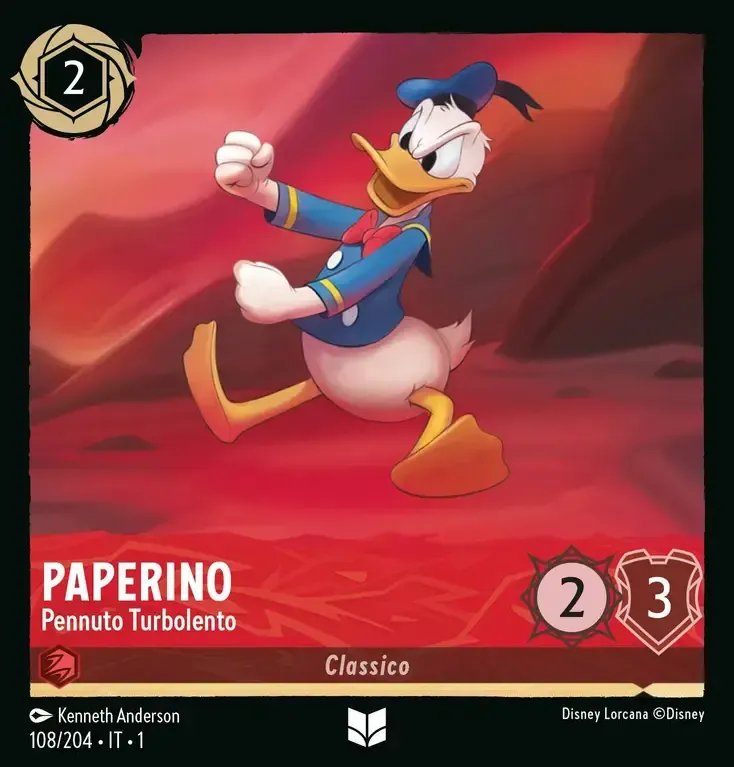 2
PAPERINO
Pennuto Turbolento
2
3
Classico
Kenneth Anderson
Disney Lorcana ©Disney
108/204 • IT • 1